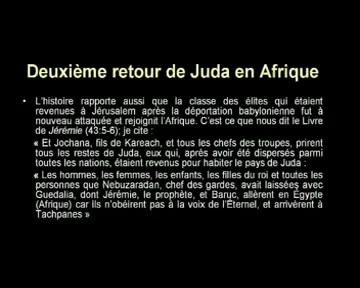 Deuxième retour de Juda en Afrique
• L'histoire rapporte aussi que la classe des élites qui étaient
revenues à Jérusalem après la déportation babylonienne fut à
nouveau attaquée et rejoignit l'Afrique. C'est ce que nous dit le Livre
de Jérémie (43:5-6); je cite :
« Et Jochana, fils de Kareach, et tous les chefs des troupes, prirent
tous les restes de Juda, eux qui, après avoir été dispersés parmi
toutes les nations, étaient revenus pour habiter le pays de Juda :
« Les hommes, les femmes, les enfants, les filles du roi et toutes les
personnes que Nebuzaradan, chef des gardes, avait laissées avec
Guedalia, dont Jérémie, le prophète, et Baruc, allèrent en Egypte
(Afrique) car ils n'obéirent pas à la voix de l'Éternel, et arrivèrent à
Tachpanes »